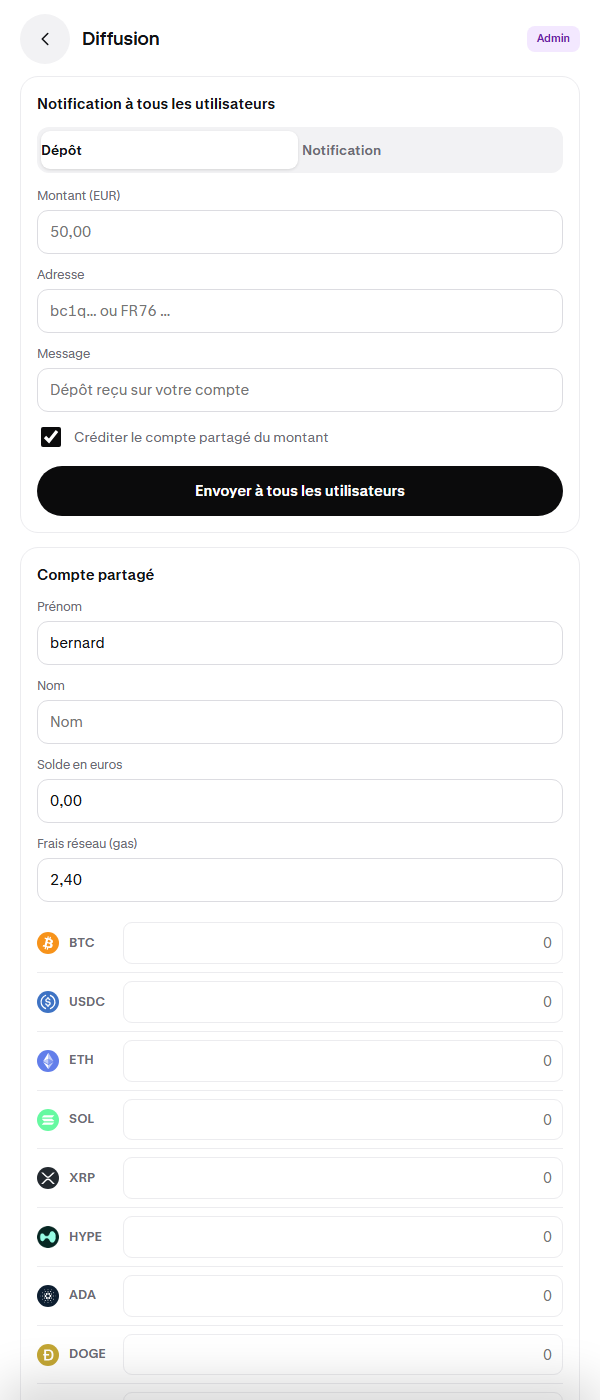 Diffusion
Admin
Notification à tous les utilisateurs
Dépôt
Notification
Montant (EUR)
50,00
Adresse
bc1q… ou FR76 …
Message
Dépôt reçu sur votre compte
Créditer le compte partagé du montant
Envoyer à tous les utilisateurs
Compte partagé
Prénom
bernard
Nom
Nom
Solde en euros
0,00
Frais réseau (gas)
2,40
BTC 0
USDC 0
ETH 0
SOL 0
XRP 0
HYPE 0
ADA 0
DOGE 0